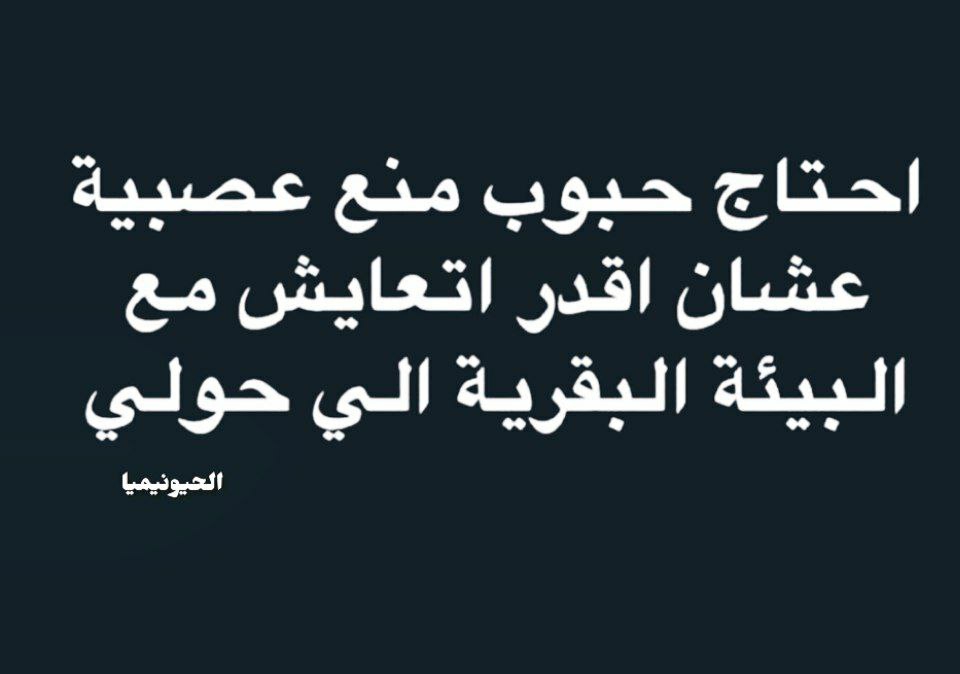 احتاج حبوب منع عصبية
عشان اقدر اتعايش مع
البيئة البقرية الي حولي
الحيونيميا